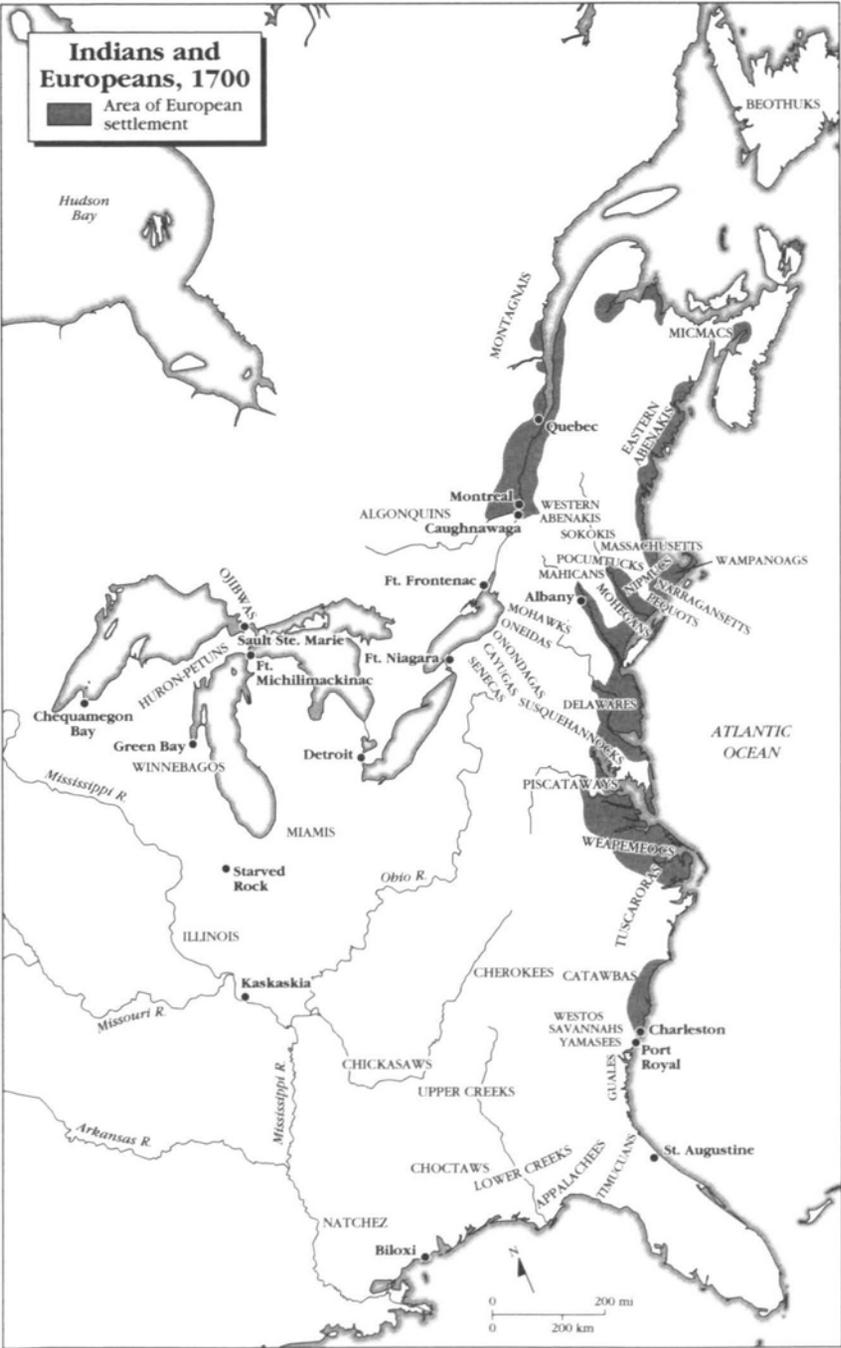 Indians and
Europeans, 1700
Area of European
settlement
BEOTHUKS
Hudson
Bay
MONTAGNAIS
MICMACS
Quebec
EASTERN
ABENAKIS
Montreal
ALGONQUINS
Caughnawaga
WESTERN
ABENAKIS
SOKOKIS
MASSACHUSETTS
POCUMTUCKS
WAMPANOAGS
MAHICANS
NIPMUCS
Ft. Frontenac
Albany
NARRAGANSETTS
MOHEGANS
PEQUOTS
OJIBWAS
MOHAWKS
ONEIDAS
Sault Ste. Marie
ONONDAGAS
HURON-PETUNS
Ft.
Michilimackinac
Ft. Niagara
CAYUGAS
SENECAS
Chequamegon
Bay
DELAWARES
SUSQUEHANNOCKS
ATLANTIC
OCEAN
Green Bay
Detroit
WINNEBAGOS
Mississippi R.
PISCATAWAYS
MIAMIS
WEAPEMEOCS
Starved
Rock
Ohio R.
TUSCARORAS
ILLINOIS
CHEROKEES
CATAWBAS
Kaskaskia
Missouri R.
WESTOS
SAVANNAHS
YAMASEES
Charleston
Port
Royal
CHICKASAWS
GUALES
UPPER CREEKS
Mississippi R.
Arkansas R.
CHOCTAWS
LOWER CREEKS
APPALACHEES
TIMUCUANS
St. Augustine
NATCHEZ
Biloxi
N
0
200 mi
0
200 km